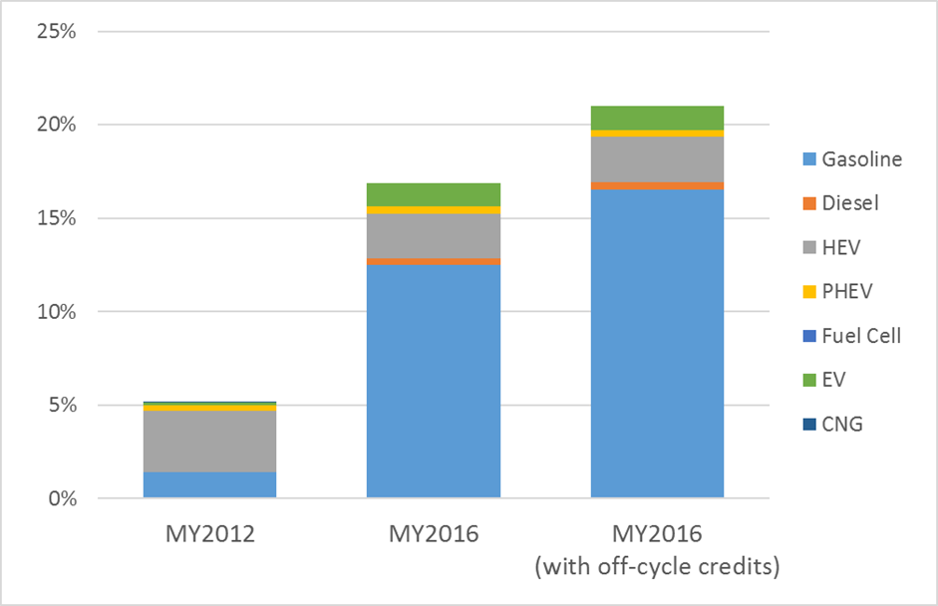 25%
20%
15%
10%
5%
0%
MY2012
MY2016
MY2016
(with off-cycle credits)
Gasoline
Diesel
HEV
PHEV
Fuel Cell
EV
CNG